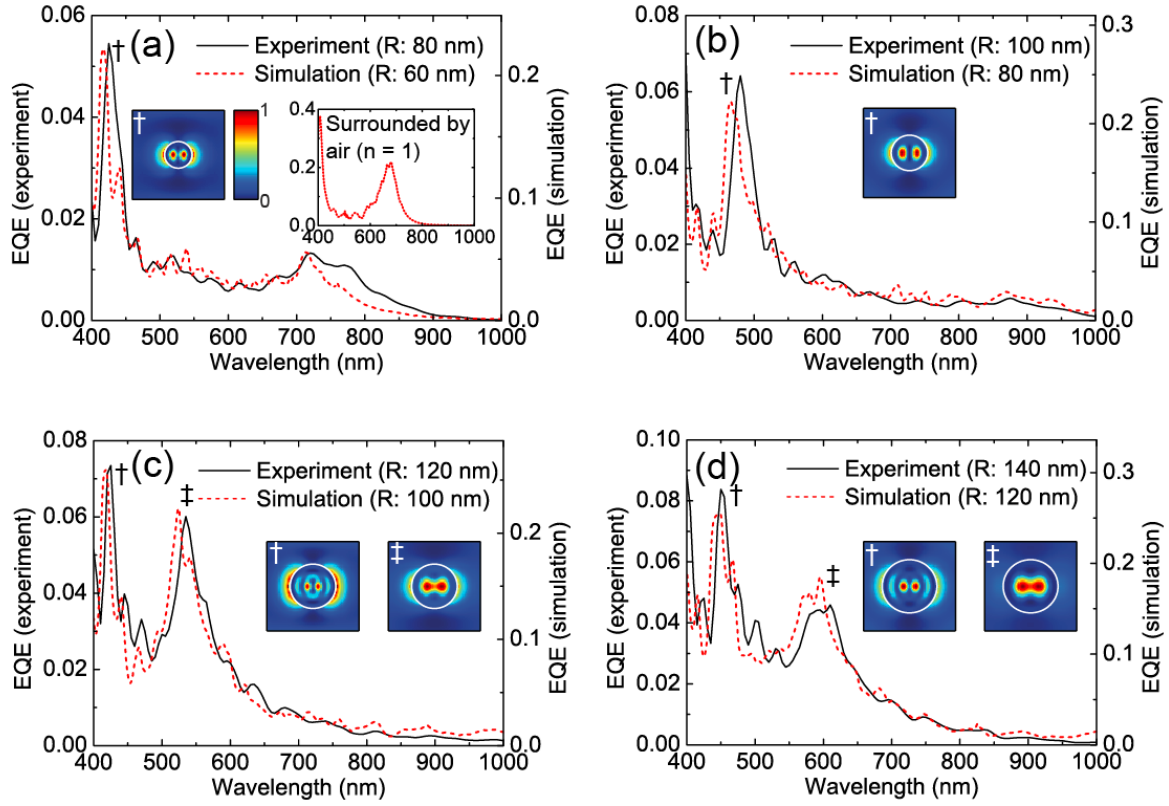 (a)
†
Experiment (R: 80 nm)
Simulation (R: 60 nm)
†
1
0
Surrounded by
air (n = 1)
0.4
0.2
0.0
400 600 800 1000
0.06
0.04
0.02
0.00
0.2
0.1
0.0
EQE (experiment)
EQE (simulation)
400 500 600 700 800 900 1000
Wavelength (nm)
(b)
†
Experiment (R: 100 nm)
Simulation (R: 80 nm)
†
0.08
0.06
0.04
0.02
0.00
0.3
0.2
0.1
0.0
EQE (experiment)
EQE (simulation)
400 500 600 700 800 900 1000
Wavelength (nm)
(c)
†
‡
Experiment (R: 120 nm)
Simulation (R: 100 nm)
†
‡
0.08
0.06
0.04
0.02
0.00
0.2
0.1
0.0
EQE (experiment)
EQE (simulation)
400 500 600 700 800 900 1000
Wavelength (nm)
(d)
†
‡
Experiment (R: 140 nm)
Simulation (R: 120 nm)
†
‡
0.10
0.08
0.06
0.04
0.02
0.00
0.3
0.2
0.1
0.0
EQE (experiment)
EQE (simulation)
400 500 600 700 800 900 1000
Wavelength (nm)